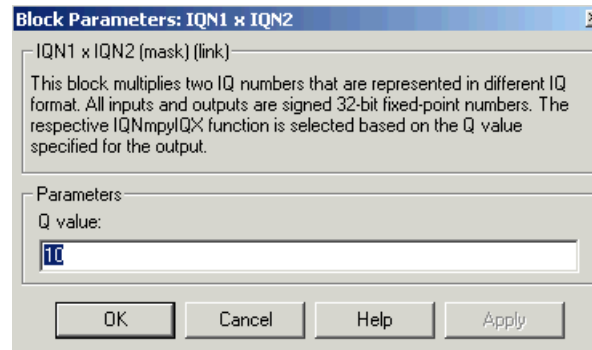 Block Parameters: IQN1 x IQN2
IQN1 x IQN2 (mask) (link)
This block multiplies two IQ numbers that are represented in different IQ
format. All inputs and outputs are signed 32-bit fixed-point numbers. The
respective IQNmpyIQX function is selected based on the Q value
specified for the output.
Parameters
Q value:
10
OK Cancel Help Apply